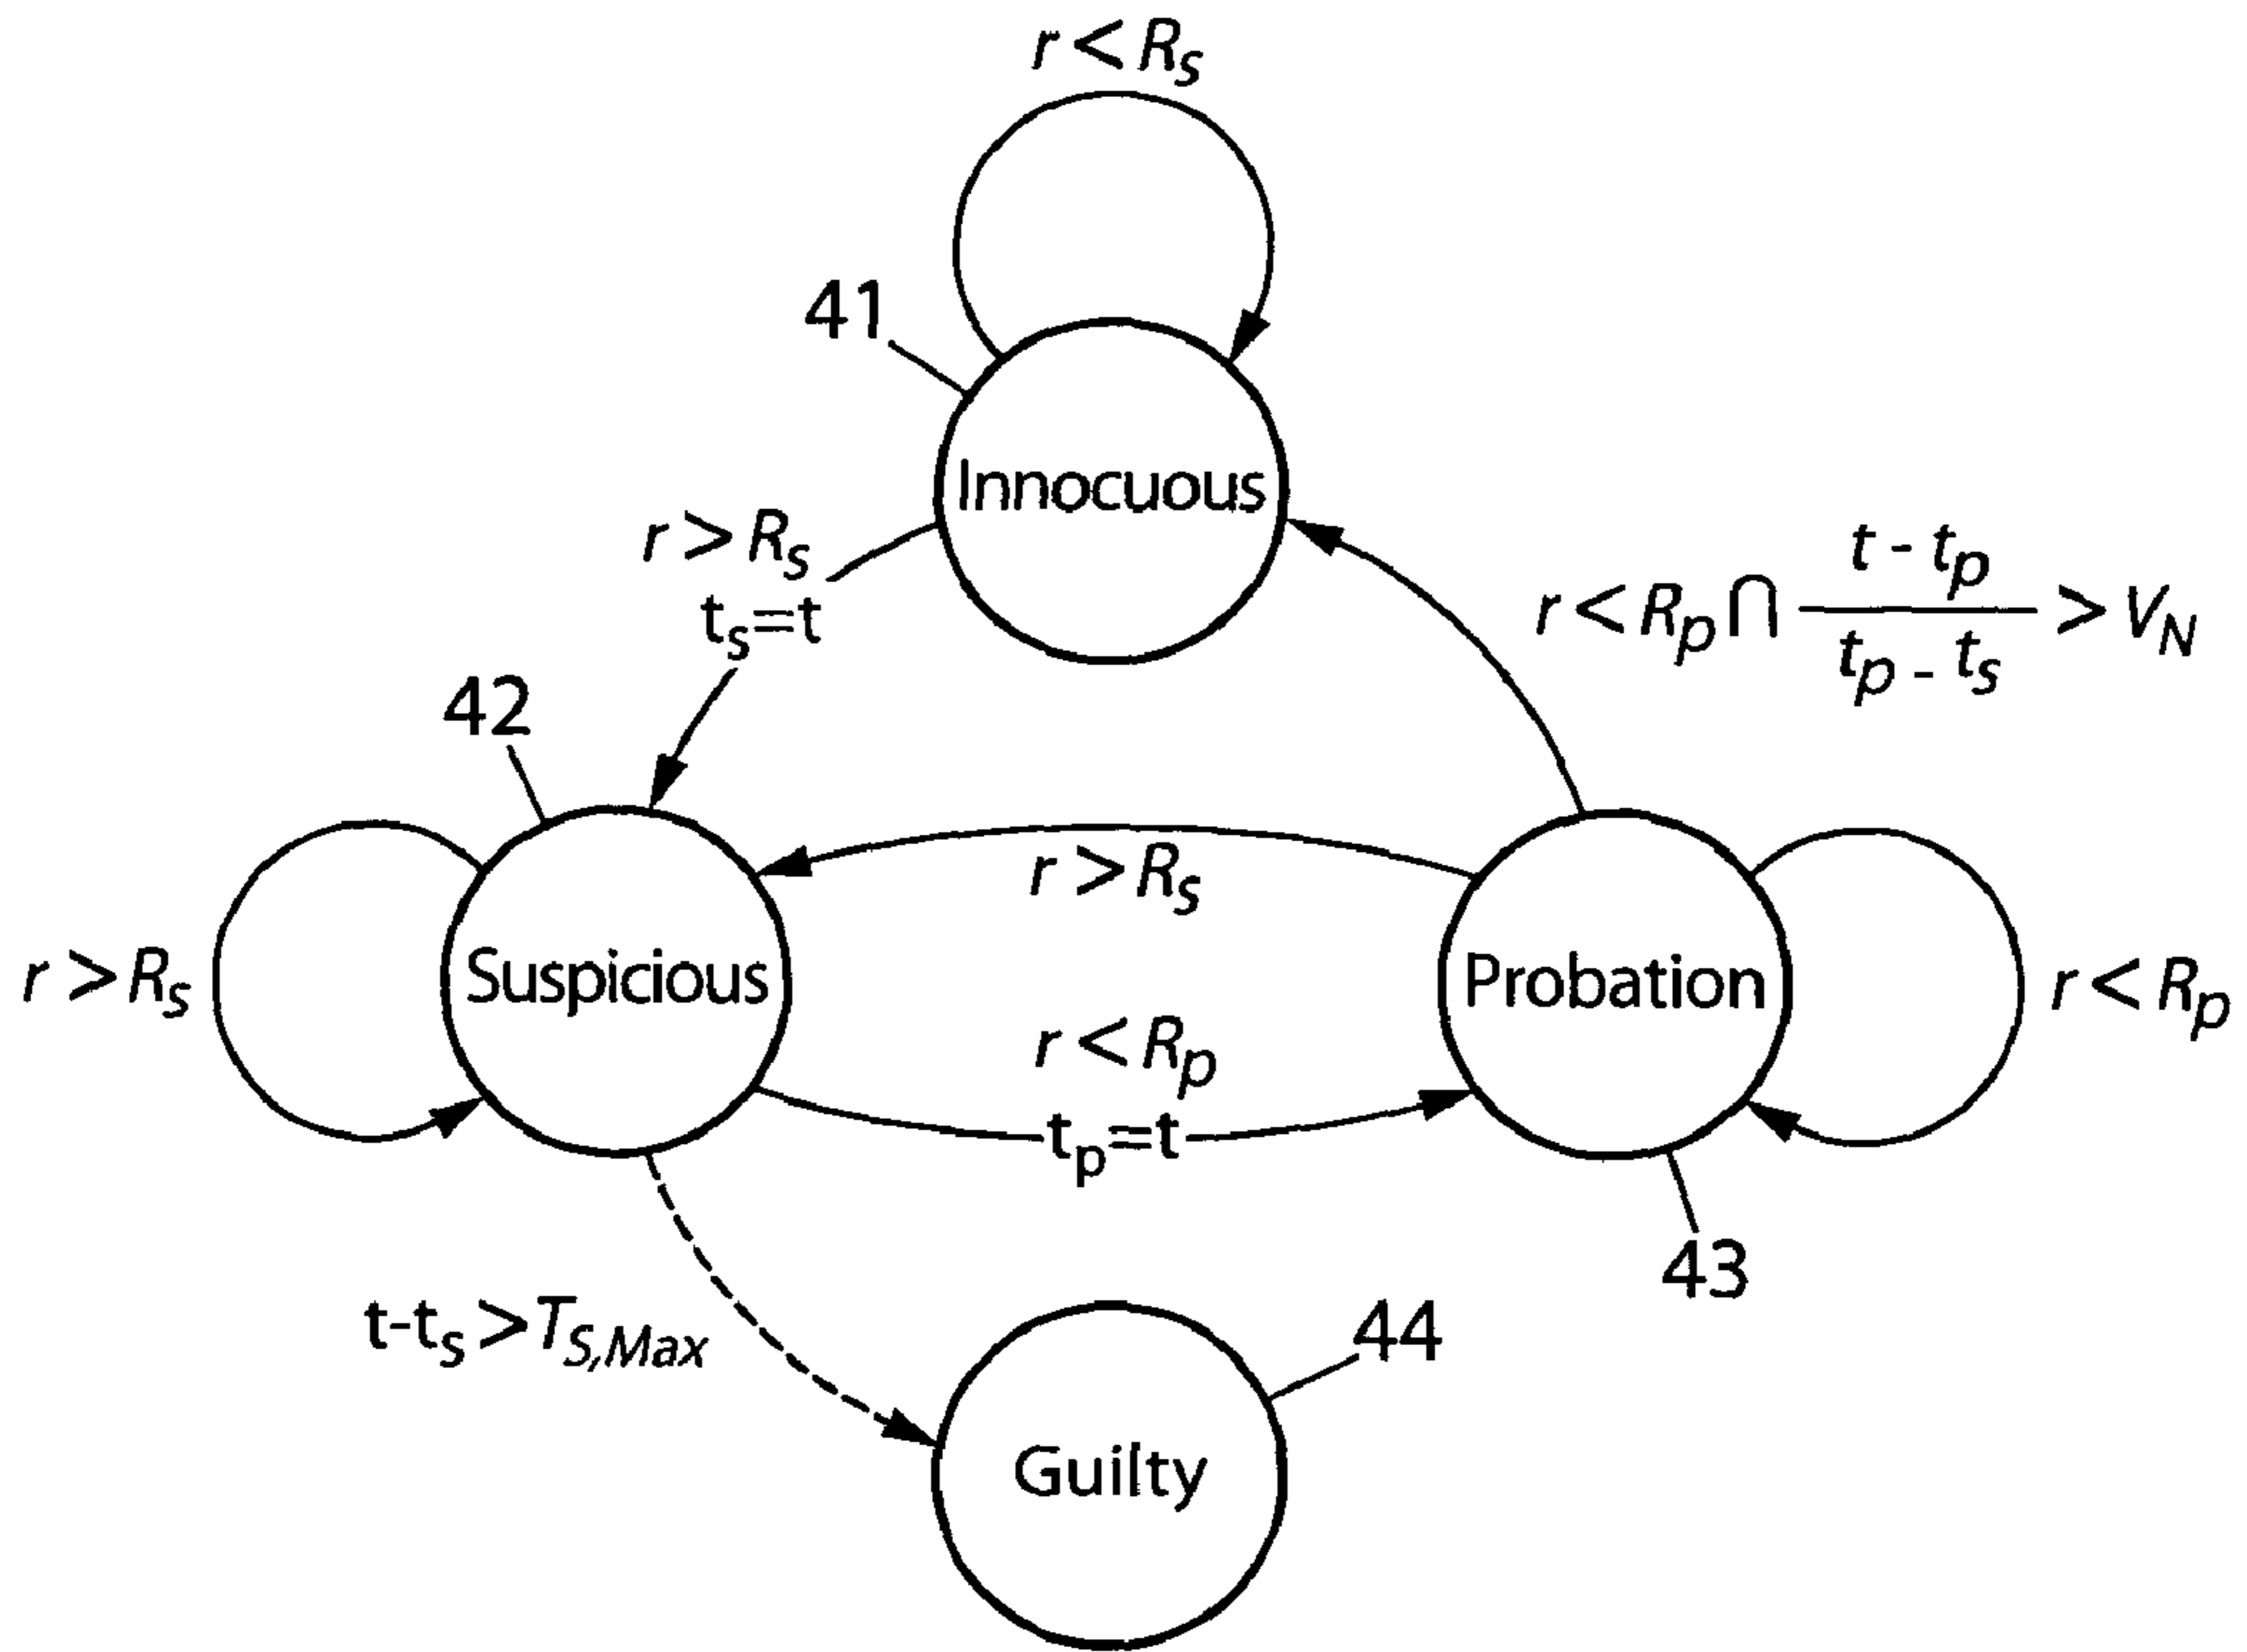 r < R_S
41
Innocuous
r > R_S
t_S=t
r < R_p ∩ (t - t_p)/(t_p - t_s) > V_N
42
r > R_S
Suspicious
r > R_S
Probation
r < R_p
r < R_p
t_p=t
43
t-t_S > T_S,Max
44
Guilty